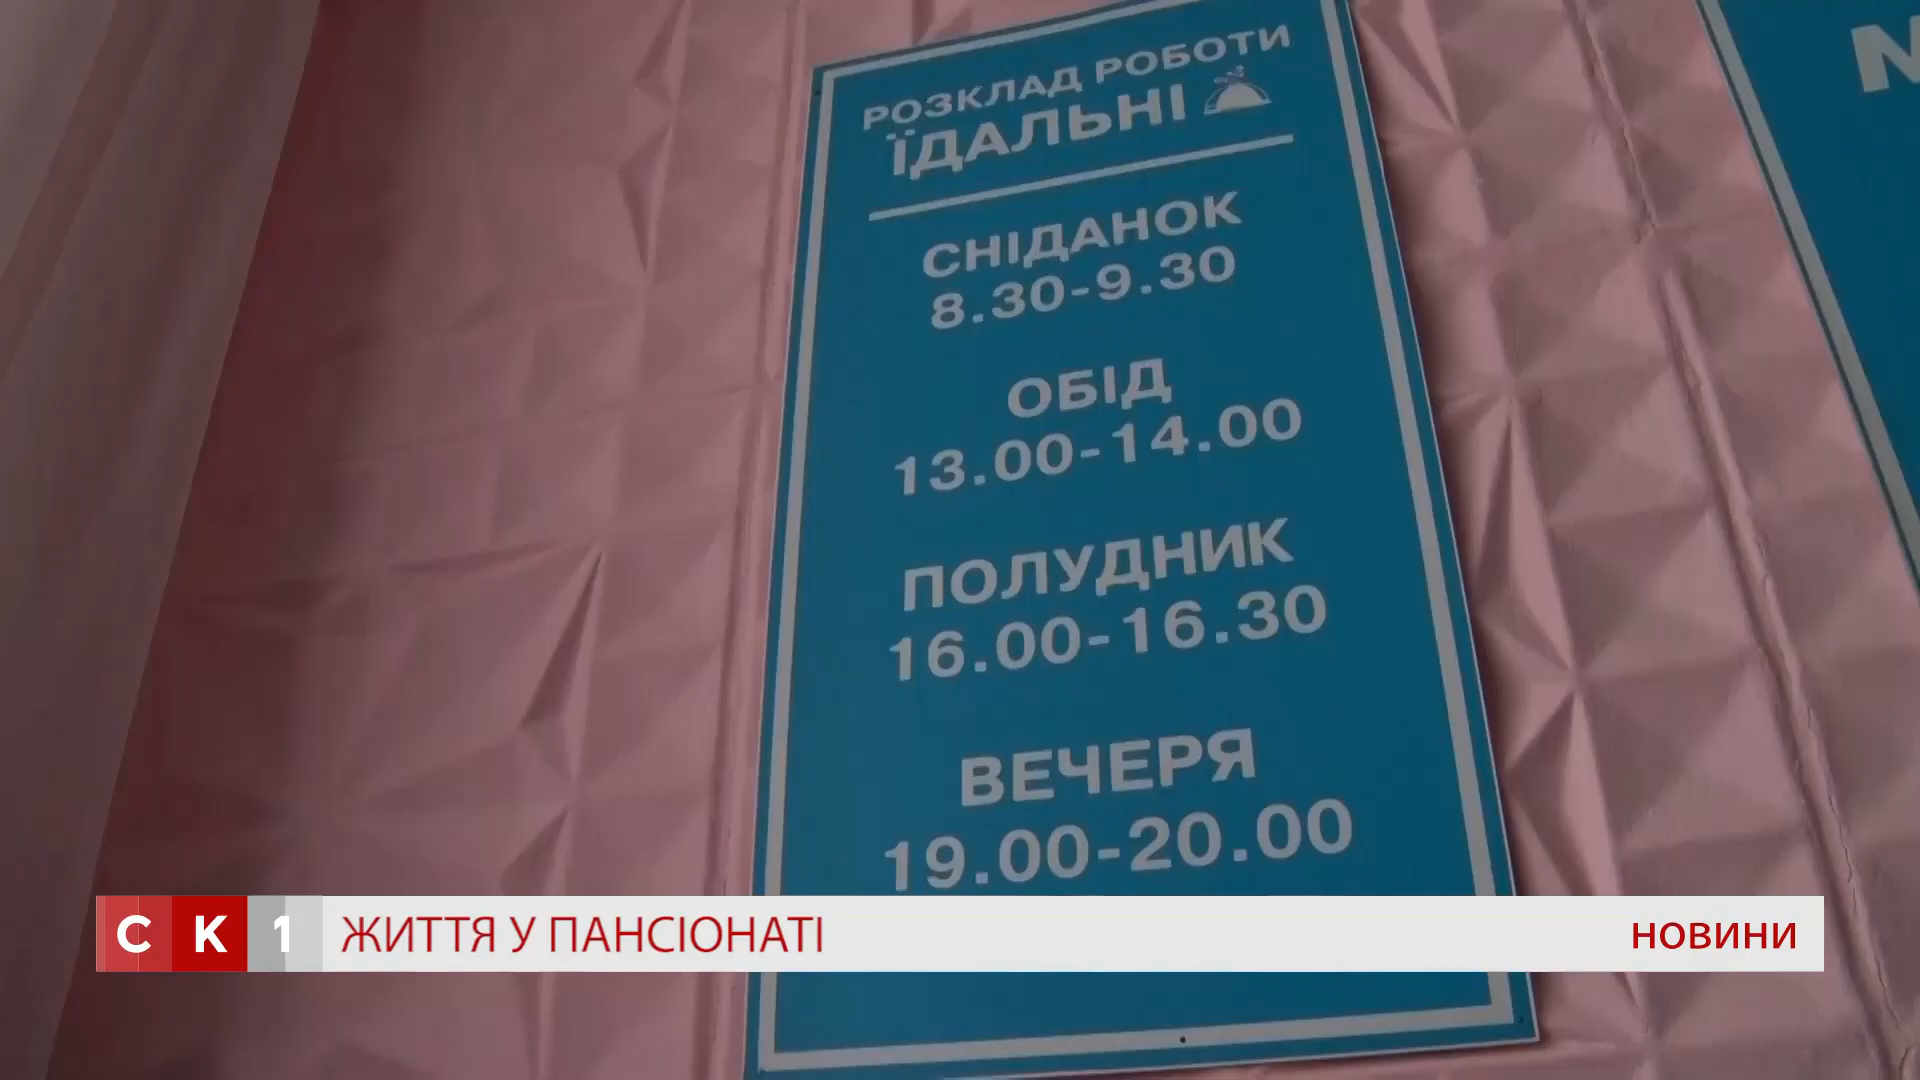 РОЗКЛАД РОБОТИ
ЇДАЛЬНІ
СНІДАНОК
8.30-9.30
ОБІД
13.00-14.00
ПОЛУДНИК
16.00-16.30
ВЕЧЕРЯ
19.00-20.00
СК1 ЖИТТЯ У ПАНСІОНАТІ НОВИНИ